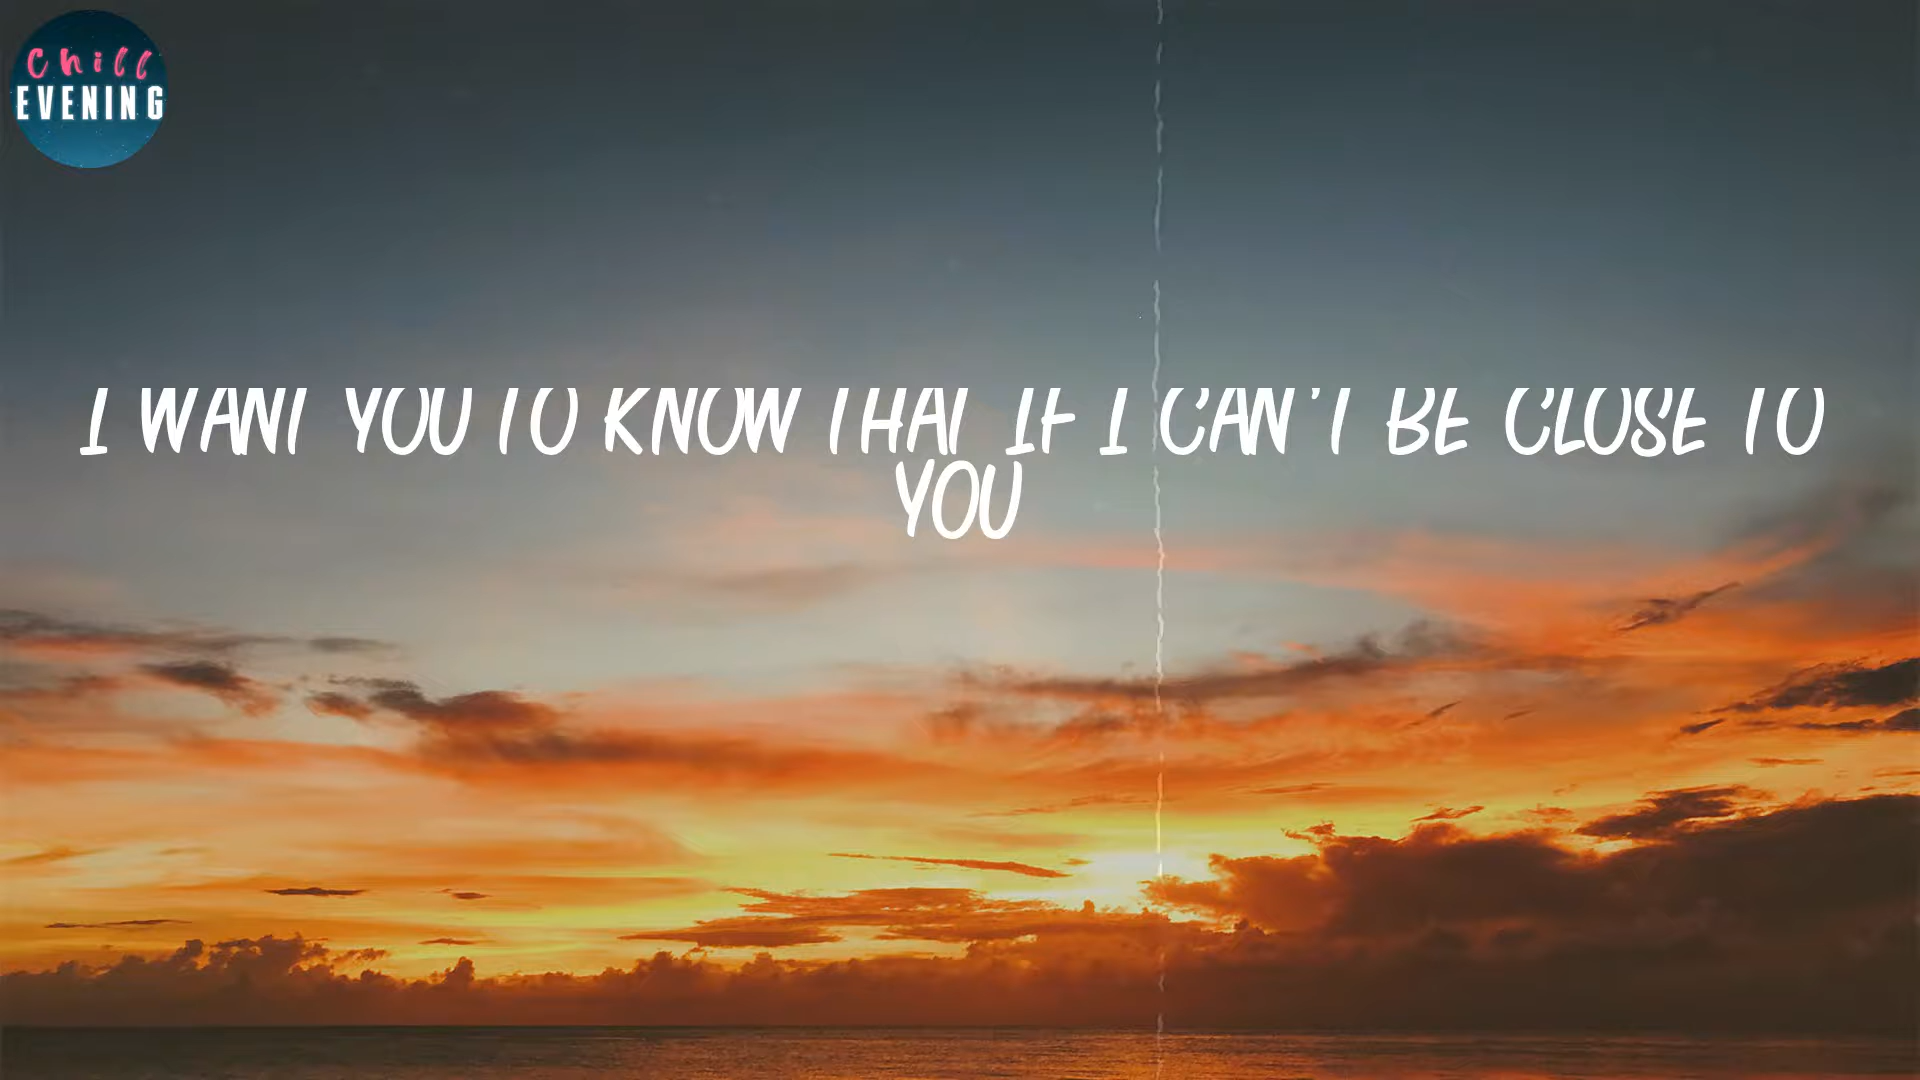 Chill
EVENING
I WANT YOU TO KNOW THAT IF I CAN'T BE CLOSE TO
YOU